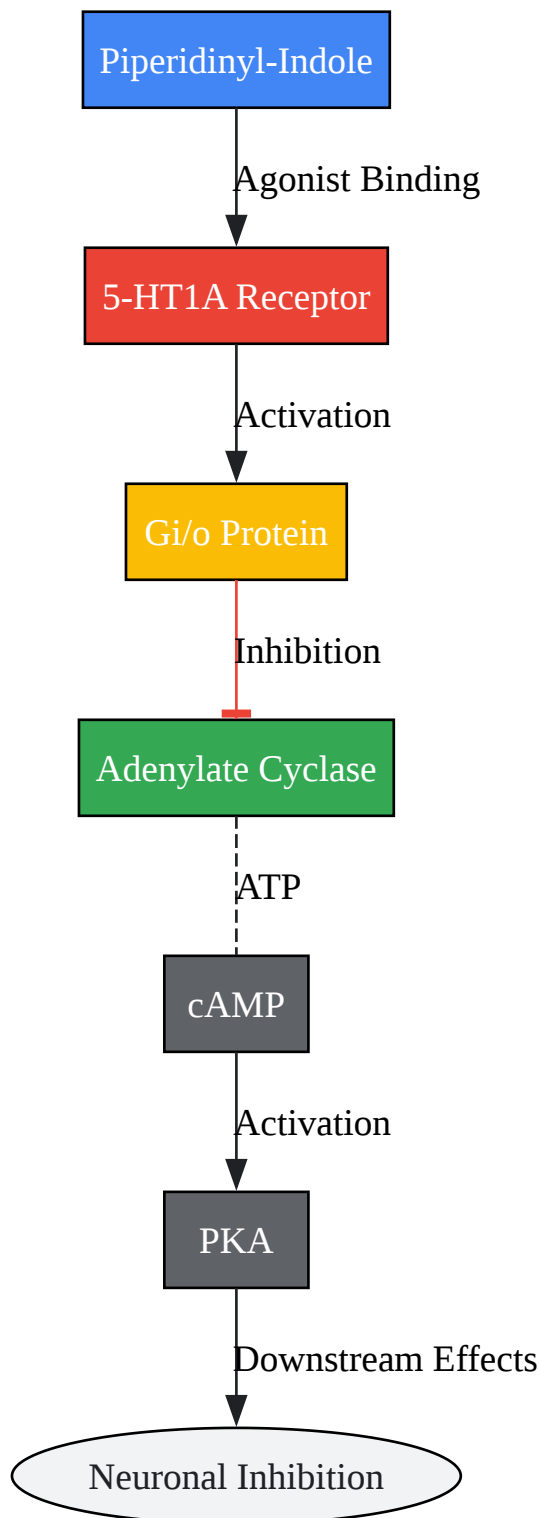 Piperidinyl-Indole
Agonist Binding
5-HT1A Receptor
Activation
Gi/o Protein
Inhibition
Adenylate Cyclase
ATP
cAMP
Activation
PKA
Downstream Effects
Neuronal Inhibition